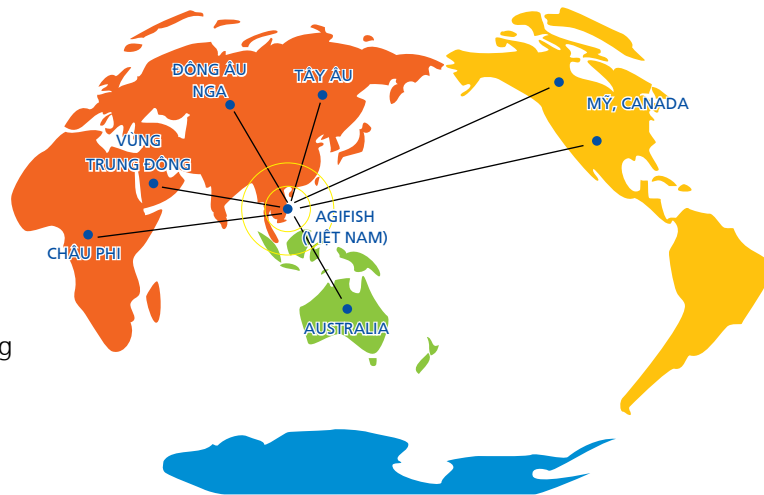 ĐÔNG ÂU
NGA
TÂY ÂU
MỸ, CANADA
VÙNG
TRUNG ĐÔNG
AGIFISH
(VIỆT NAM)
CHÂU PHI
AUSTRALIA
g